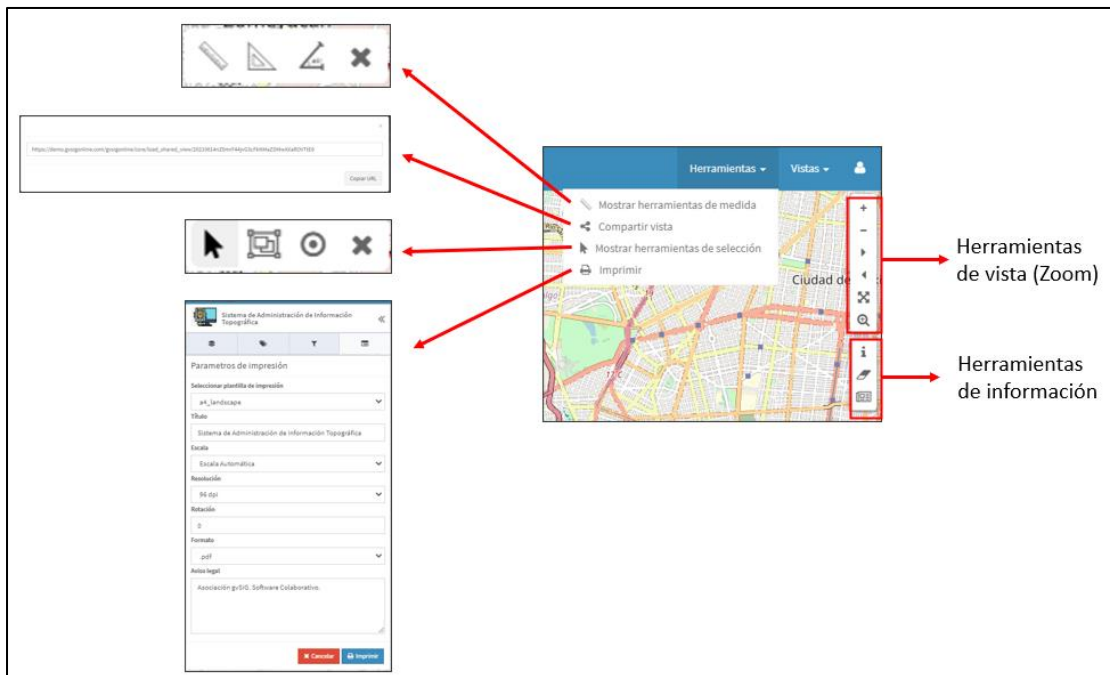 Herramientas
Vistas
Mostrar herramientas de medida
Compartir vista
Mostrar herramientas de selección
Imprimir
Ciudad de
Herramientas
de vista (Zoom)
Herramientas
de información
Copiar URL
Sistema de Administración de Información
Topográfica
Parametros de impresión
Seleccionar plantilla de impresión
a4_landscape
Título
Sistema de Administración de Información Topográfica
Escala
Escala Automática
Resolución
96 dpi
Rotación
0
Formato
.pdf
Aviso legal
Asociación gvSIG. Software Colaborativo.
Cancelar
Imprimir